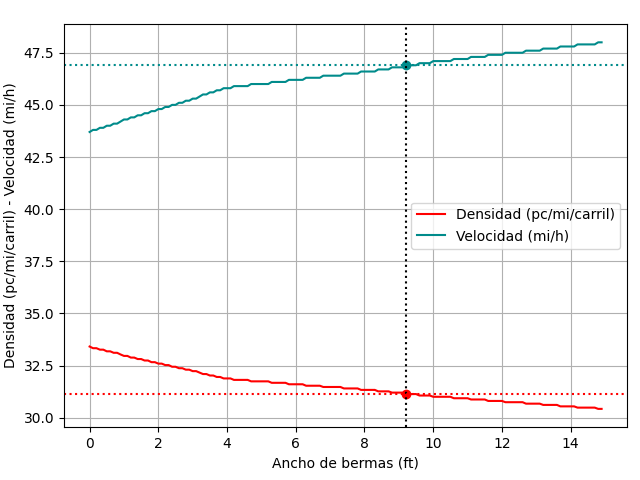 47.5
45.0
42.5
40.0
37.5
35.0
32.5
30.0
Densidad (pc/mi/carril) - Velocidad (mi/h)
Densidad (pc/mi/carril)
Velocidad (mi/h)
0 2 4 6 8 10 12 14
Ancho de bermas (ft)